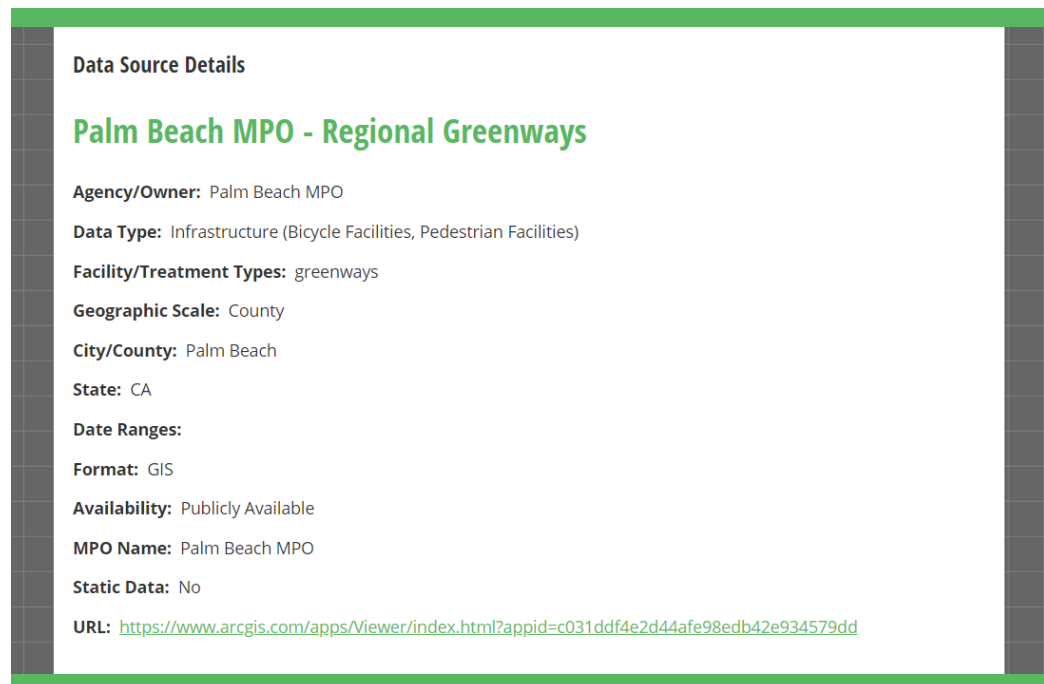 Data Source Details
Palm Beach MPO - Regional Greenways
Agency/Owner: Palm Beach MPO
Data Type: Infrastructure (Bicycle Facilities, Pedestrian Facilities)
Facility/Treatment Types: greenways
Geographic Scale: County
City/County: Palm Beach
State: CA
Date Ranges:
Format: GIS
Availability: Publicly Available
MPO Name: Palm Beach MPO
Static Data: No
URL: https://www.arcgis.com/apps/Viewer/index.html?appid=c031ddf4e2d44afe98edb42e934579dd